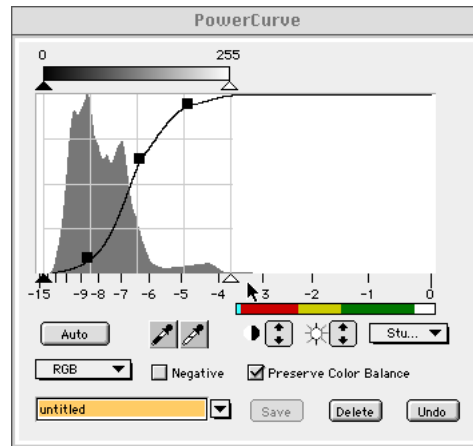 PowerCurve
0 255
-15 -9 -8 -7 -6 -5 -4 3 -2 -1 0
Auto Stu...
RGB Negative Preserve Color Balance
untitled Save Delete Undo